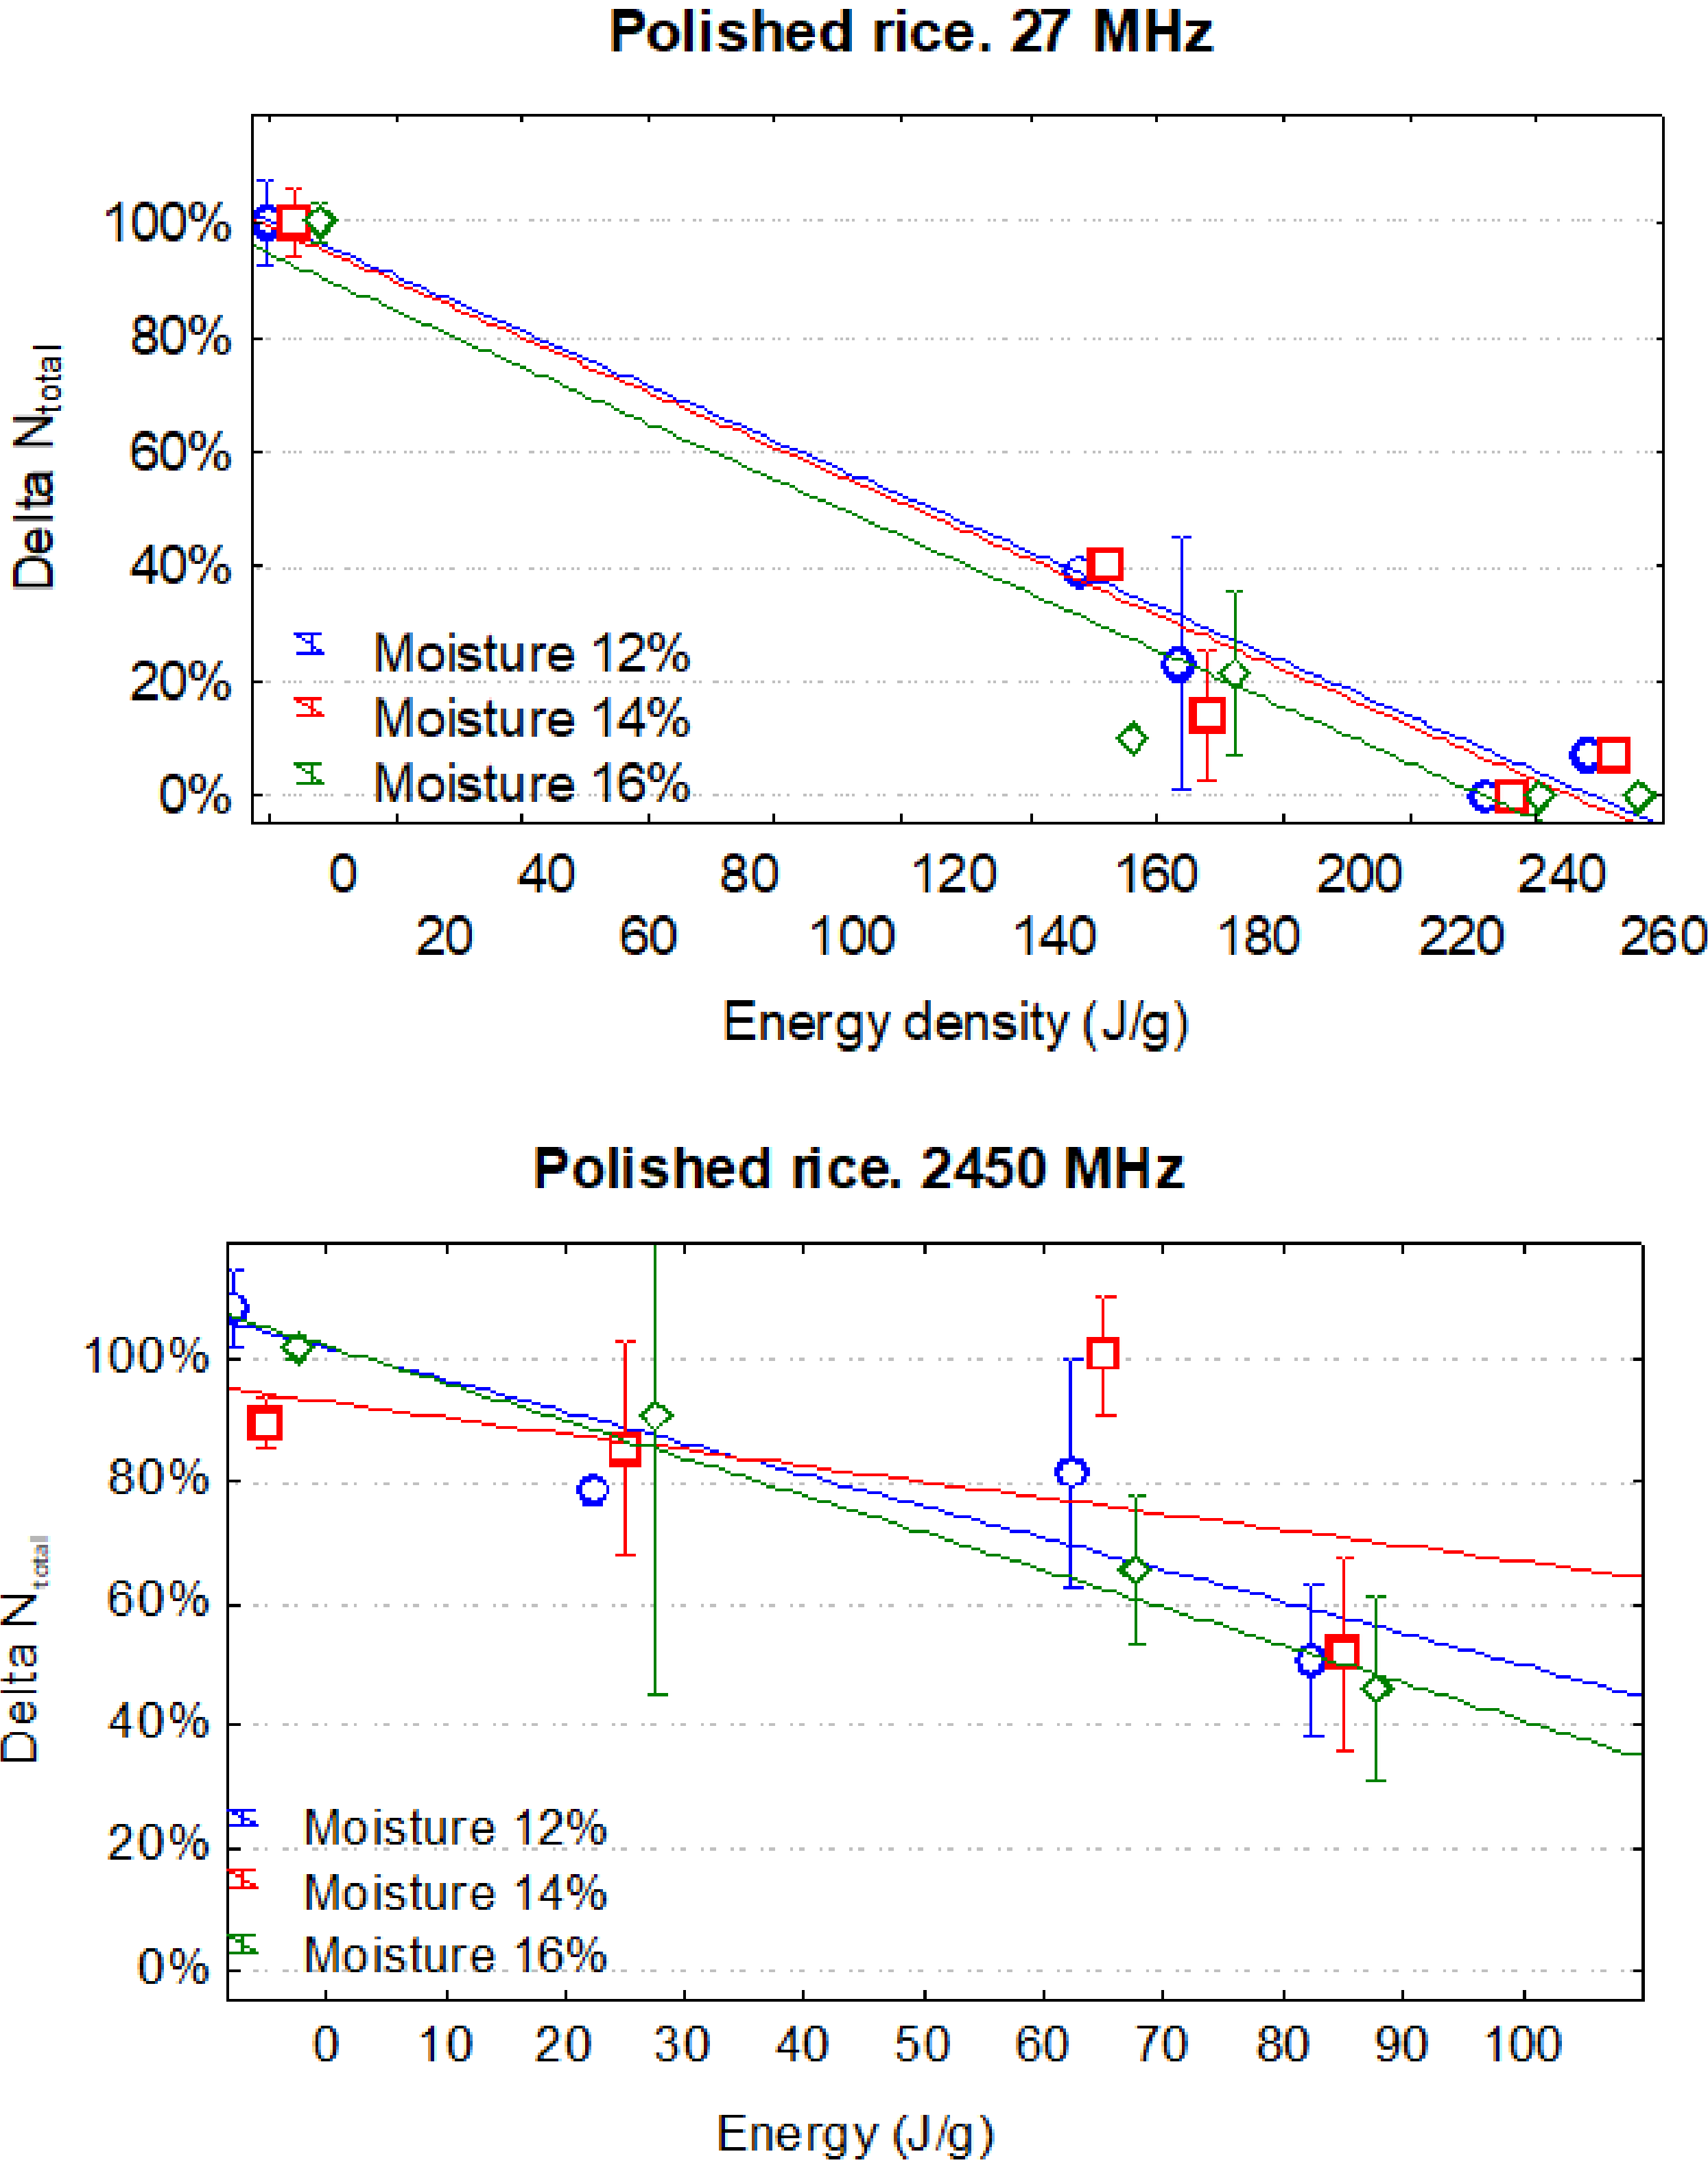 Polished rice. 27 MHz
Delta Ntotal
100%
80%
60%
40%
20%
0%
Moisture 12%
Moisture 14%
Moisture 16%
0 40 80 120 160 200 240
20 60 100 140 180 220 260
Energy density (J/g)
Polished rice. 2450 MHz
Delta Ntotal
100%
80%
60%
40%
20%
0%
Moisture 12%
Moisture 14%
Moisture 16%
0 10 20 30 40 50 60 70 80 90 100
Energy (J/g)